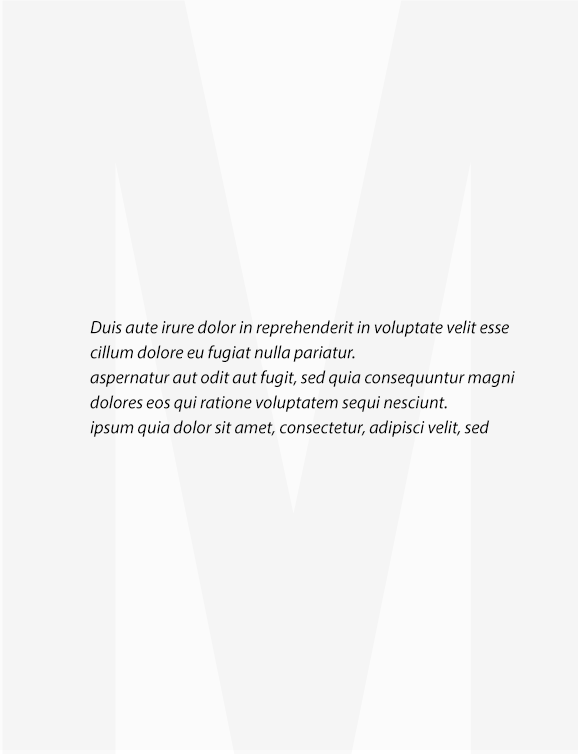 Duis aute irure dolor in reprehenderit in voluptate velit esse
cillum dolore eu fugiat nulla pariatur.
aspernatur aut odit aut fugit, sed quia consequuntur magni
dolores eos qui ratione voluptatem sequi nesciunt.
ipsum quia dolor sit amet, consectetur, adipisci velit, sed